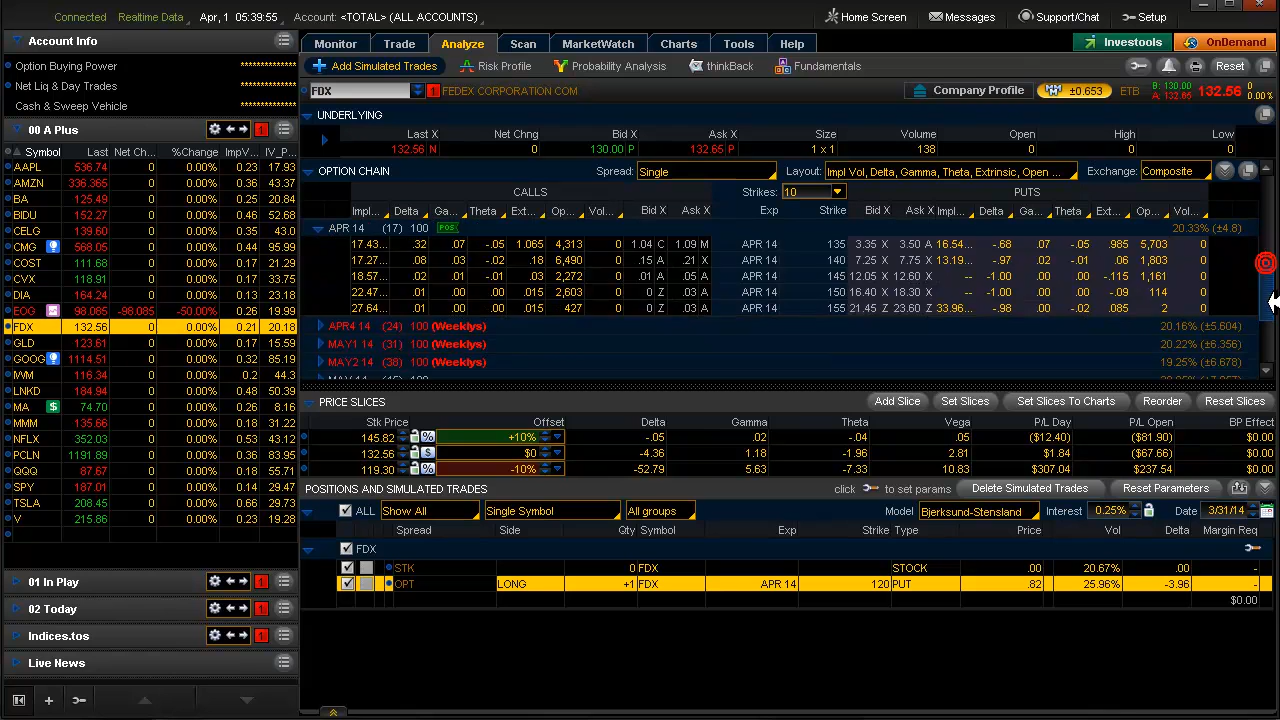 Connected Realtime Data Apr, 1 05:39:55 Account: <TOTAL> (ALL ACCOUNTS) Home Screen Messages Support/Chat Setup
Account Info
Option Buying Power **************
Net Liq & Day Trades **************
Cash & Sweep Vehicle **************
00 A Plus 1
Symbol Last Net Ch... %Change ImpV... IV_P...
AAPL 536.74 0 0.00% 0.23 17.93
AMZN 336.365 0 0.00% 0.36 43.37
BA 125.49 0 0.00% 0.25 20.84
BIDU 152.27 0 0.00% 0.46 52.68
CELG 139.60 0 0.00% 0.35 43.0
CMG 568.05 0 0.00% 0.44 95.99
COST 111.68 0 0.00% 0.17 21.29
CVX 118.91 0 0.00% 0.17 33.75
DIA 164.24 0 0.00% 0.13 23.18
EOG 98.085 -98.085 -50.00% 0.26 19.99
FDX 132.56 0 0.00% 0.21 20.18
GLD 123.61 0 0.00% 0.17 15.59
GOOG 1114.51 0 0.00% 0.32 85.19
IWM 116.34 0 0.00% 0.2 44.3
LNKD 184.94 0 0.00% 0.48 50.39
MA 74.70 0 0.00% 0.26 8.16
MMM 135.66 0 0.00% 0.18 31.22
NFLX 352.03 0 0.00% 0.53 43.12
PCLN 1191.89 0 0.00% 0.36 83.95
QQQ 87.67 0 0.00% 0.18 55.71
SPY 187.01 0 0.00% 0.14 29.47
TSLA 208.45 0 0.00% 0.66 29.73
V 215.86 0 0.00% 0.23 19.28
01 In Play 1
02 Today 1
Indices.tos 1
Live News
Monitor Trade Analyze Scan MarketWatch Charts Tools Help Investools OnDemand
Add Simulated Trades Risk Profile Probability Analysis thinkBack Fundamentals Reset
FDX 1 FEDEX CORPORATION COM Company Profile ±0.653 ETB B: 130.00 A: 132.65 132.56 0 0.00%
UNDERLYING
Last X Net Chng Bid X Ask X Size Volume Open High Low
132.56 N 0 130.00 P 132.65 P 1 x 1 138 0 0 0
OPTION CHAIN Spread: Single Layout: Impl Vol, Delta, Gamma, Theta, Extrinsic, Open ... Exchange: Composite
CALLS Strikes: 10 PUTS
Impl... Delta Ga... Theta Ext... Op... Vol... Bid X Ask X Exp Strike Bid X Ask X Impl... Delta Ga... Theta Ext... Op... Vol...
APR 14 (17) 100 POS 20.33% (±4.8)
17.43... .32 .07 -.05 1.065 4,313 0 1.04 C 1.09 M APR 14 135 3.35 X 3.50 A 16.54... -.68 .07 -.05 .985 5,703 0
17.27... .08 .03 -.02 .18 6,490 0 .15 A .21 X APR 14 140 7.25 X 7.75 X 13.19... -.97 .02 -.01 .06 1,803 0
18.57... .02 .01 -.01 .03 2,272 0 .01 A .05 A APR 14 145 12.05 X 12.60 X -1.00 .00 .00 -.115 1,161 0
22.47... .01 .00 .00 .015 2,603 0 0 Z .03 A APR 14 150 16.40 X 18.30 X -1.00 .00 .00 -.09 114 0
27.64... .01 .00 .00 .015 427 0 0 Z .03 A APR 14 155 21.45 Z 23.60 Z 33.96... -.98 .01 .00 -.085 2 0
APR4 14 (24) 100 (Weeklys) 20.16% (±5.604)
MAY1 14 (31) 100 (Weeklys) 20.22% (±6.356)
MAY2 14 (38) 100 (Weeklys) 19.25% (±6.678)
PRICE SLICES Add Slice Set Slices Set Slices To Charts Reorder Reset Slices
Stk Price Offset Delta Gamma Theta Vega P/L Day P/L Open BP Effect
145.82 % +10% -.05 .02 -.04 .05 ($12.40) ($81.90) $0.00
132.56 $ $0 -4.36 1.18 -1.96 2.81 $1.84 ($67.66) $0.00
119.30 % -10% -52.79 5.63 -7.33 10.83 $307.04 $237.54 $0.00
POSITIONS AND SIMULATED TRADES click to set params Delete Simulated Trades Reset Parameters
ALL Show All Single Symbol All groups Model Bjerksund-Stensland Interest 0.25% Date 3/31/14
Spread Side Qty Symbol Exp Strike Type Price Vol Delta Margin Req
FDX
STK 0 FDX STOCK .00 20.67% .00 -
OPT LONG +1 FDX APR 14 120 PUT .82 25.96% -3.96 -
$0.00